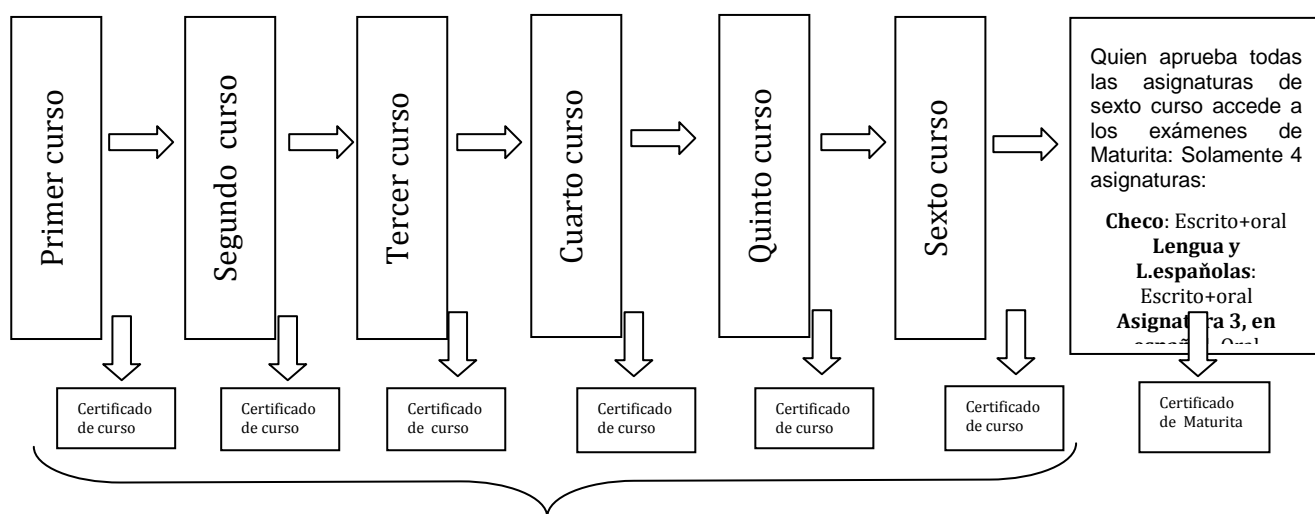 Primer curso
Segundo curso
Tercer curso
Cuarto curso
Quinto curso
Sexto curso
Quien aprueba todas
las asignaturas de
sexto curso accede a
los exámenes de
Maturita: Solamente 4
asignaturas:
Checo: Escrito+oral
Lengua y
L.espaňolas:
Escrito+oral
Asignatura 3, en
Certificado
de curso
Certificado
de curso
Certificado
de curso
Certificado
de curso
Certificado
de curso
Certificado
de curso
Certificado
de Maturita